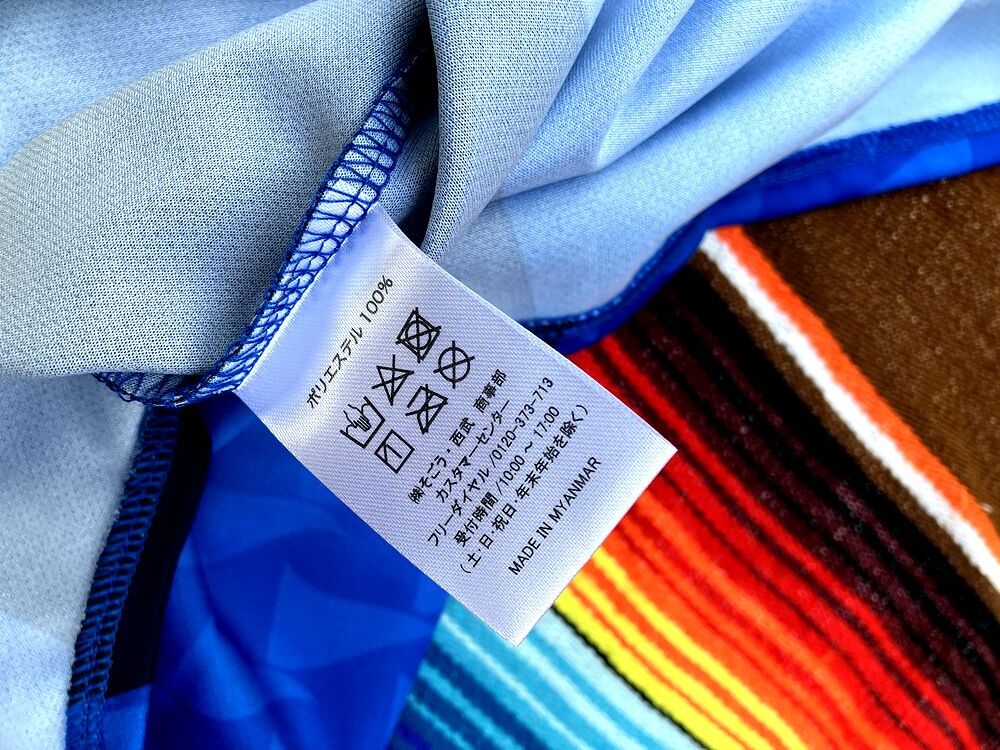 ポリエステル 100%
㈱そごう・西武 商事部
カスタマーセンター
フリーダイヤル /0120-373-713
受付時間 /10:00 ~ 17:00
(土・日・祝日・年末年始を除く)
MADE IN MYANMAR